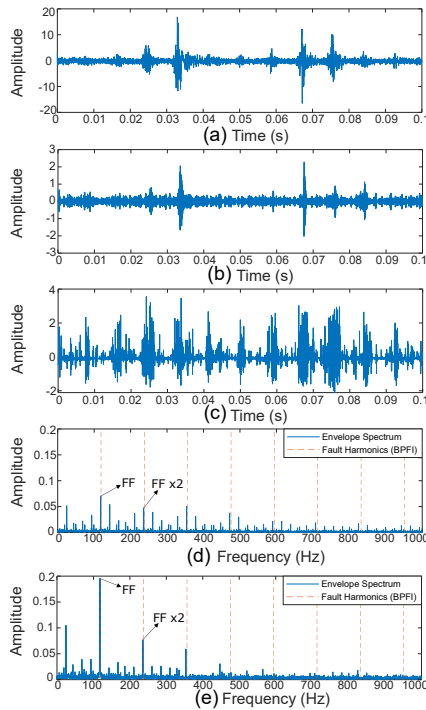 20
10
0
-10
-20
Amplitude
0 0.01 0.02 0.03 0.04 0.05 0.06 0.07 0.08 0.09 0.1
(a) Time (s)
3
2
1
0
-1
-2
-3
Amplitude
0 0.01 0.02 0.03 0.04 0.05 0.06 0.07 0.08 0.09 0.1
(b) Time (s)
4
2
0
-2
Amplitude
0 0.01 0.02 0.03 0.04 0.05 0.06 0.07 0.08 0.09 0.1
(c) Time (s)
0.2
0.15
0.1
0.05
0
Amplitude
Envelope Spectrum
Fault Harmonics (BPFI)
FF
FF x2
0 100 200 300 400 500 600 700 800 900 1000
(d) Frequency (Hz)
0.2
0.15
0.1
0.05
0
Amplitude
Envelope Spectrum
Fault Harmonics (BPFI)
FF
FF x2
0 100 200 300 400 500 600 700 800 900 1000
(e) Frequency (Hz)